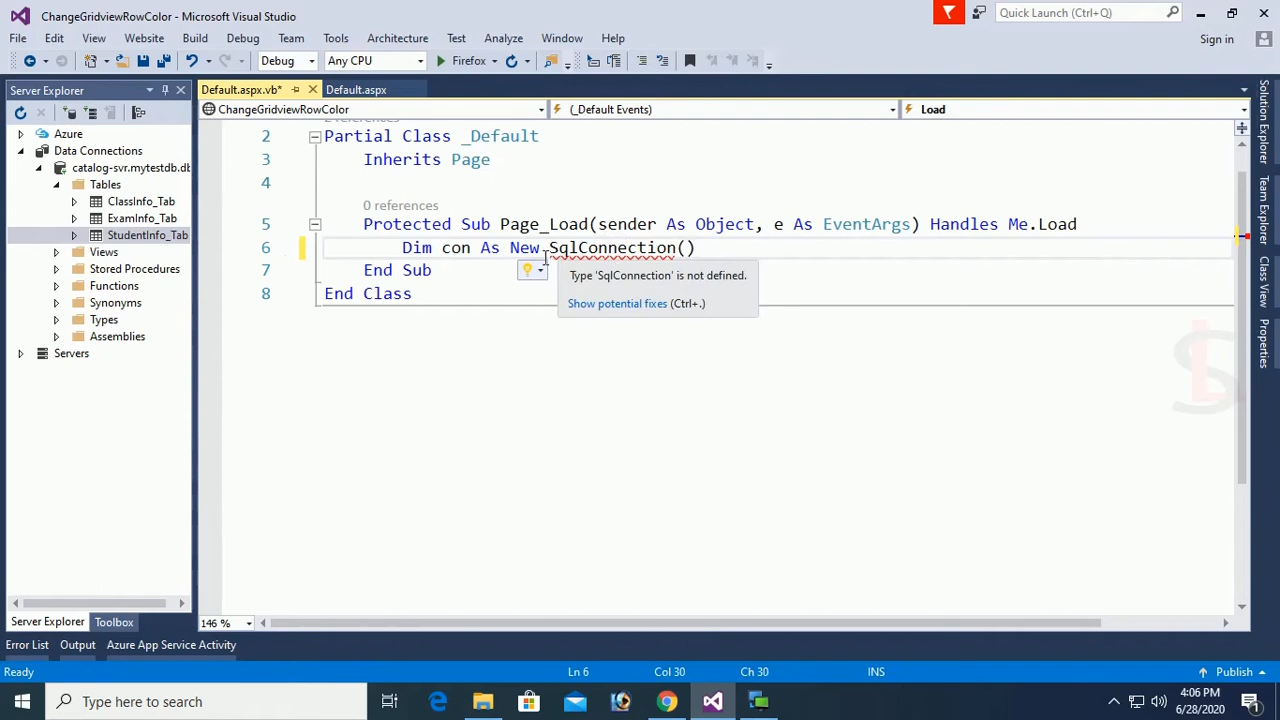 ChangeGridviewRowColor - Microsoft Visual Studio
Quick Launch (Ctrl+Q)
File Edit View Website Build Debug Team Tools Architecture Test Analyze Window Help
Sign in
Debug Any CPU Firefox
Server Explorer
Default.aspx.vb* Default.aspx
ChangeGridviewRowColor (_Default Events) Load
Azure
Data Connections
catalog-svr.mytestdb.db
Tables
ClassInfo_Tab
ExamInfo_Tab
StudentInfo_Tab
Views
Stored Procedures
Functions
Synonyms
Types
Assemblies
Servers
2 Partial Class _Default
3 Inherits Page
4
0 references
5 Protected Sub Page_Load(sender As Object, e As EventArgs) Handles Me.Load
6 Dim con As New SqlConnection()
7 End Sub
8 End Class
Type 'SqlConnection' is not defined.
Show potential fixes (Ctrl+.)
Solution Explorer
Team Explorer
Class View
Properties
Server Explorer Toolbox
146 %
Error List Output Azure App Service Activity
Ready Ln 6 Col 30 Ch 30 INS Publish
Type here to search
4:06 PM
6/28/2020